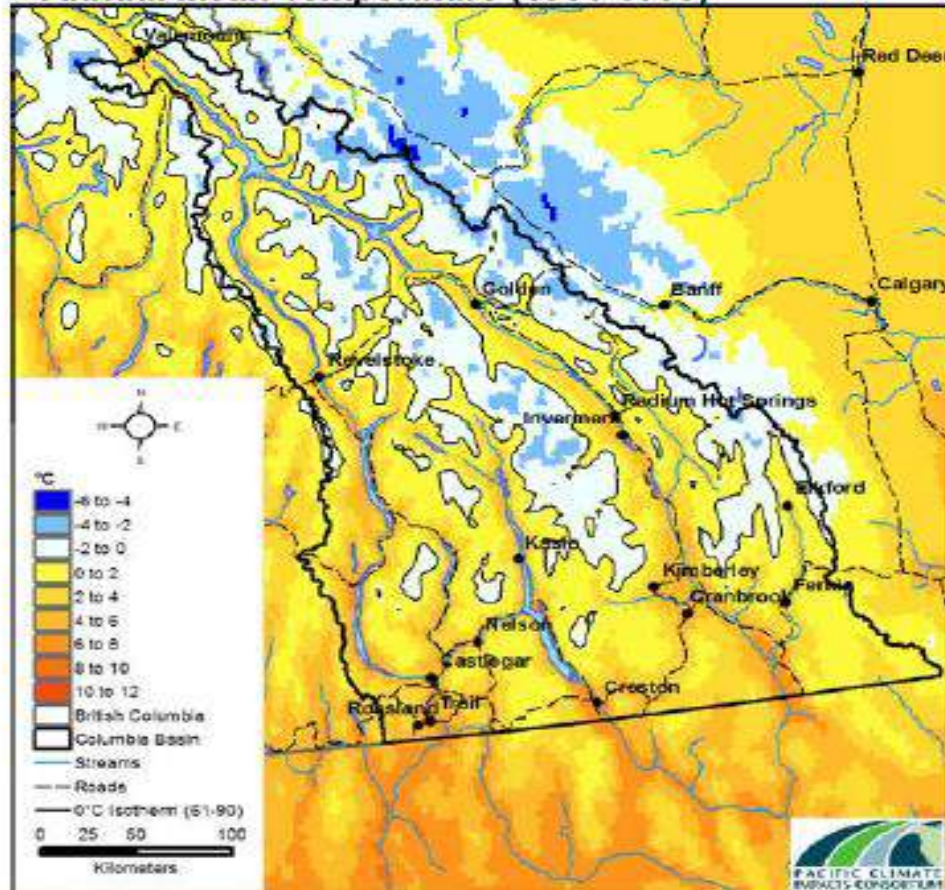 Valemount
Red Deer
Golden
Banff
Calgary
Revelstoke
Radium Hot Springs
Invermere
Elkford
Kaslo
Kimberley
Fernie
Cranbrook
Nelson
Castlegar
Creston
Trail
Rossland
N
W
E
S
°C
-6 to -4
-4 to -2
-2 to 0
0 to 2
2 to 4
4 to 6
6 to 8
8 to 10
10 to 12
British Columbia
Columbia Basin
Streams
Roads
0°C Isotherm (61-90)
0 25 50 100
Kilometers
PACIFIC CLIMATE
IMPACTS CONSORTIUM